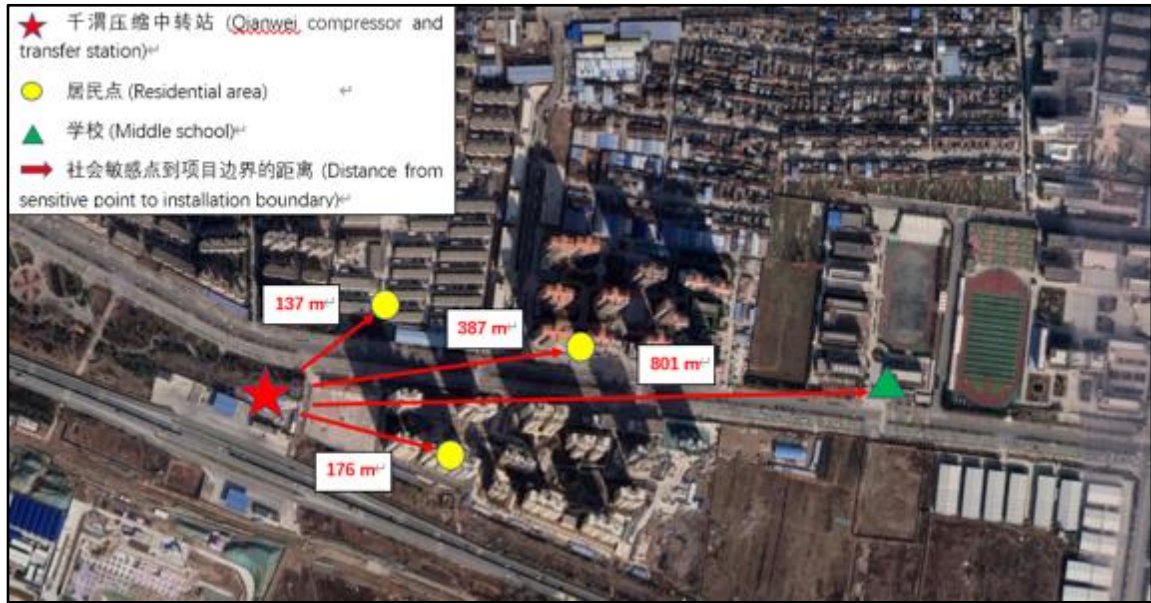 千渭压缩中转站 (Qianwei compressor and
transfer station)↵
居民点 (Residential area) ↵
学校 (Middle school)↵
社会敏感点到项目边界的距离 (Distance from
sensitive point to installation boundary)↵
137 m↵
387 m↵
801 m↵
176 m↵